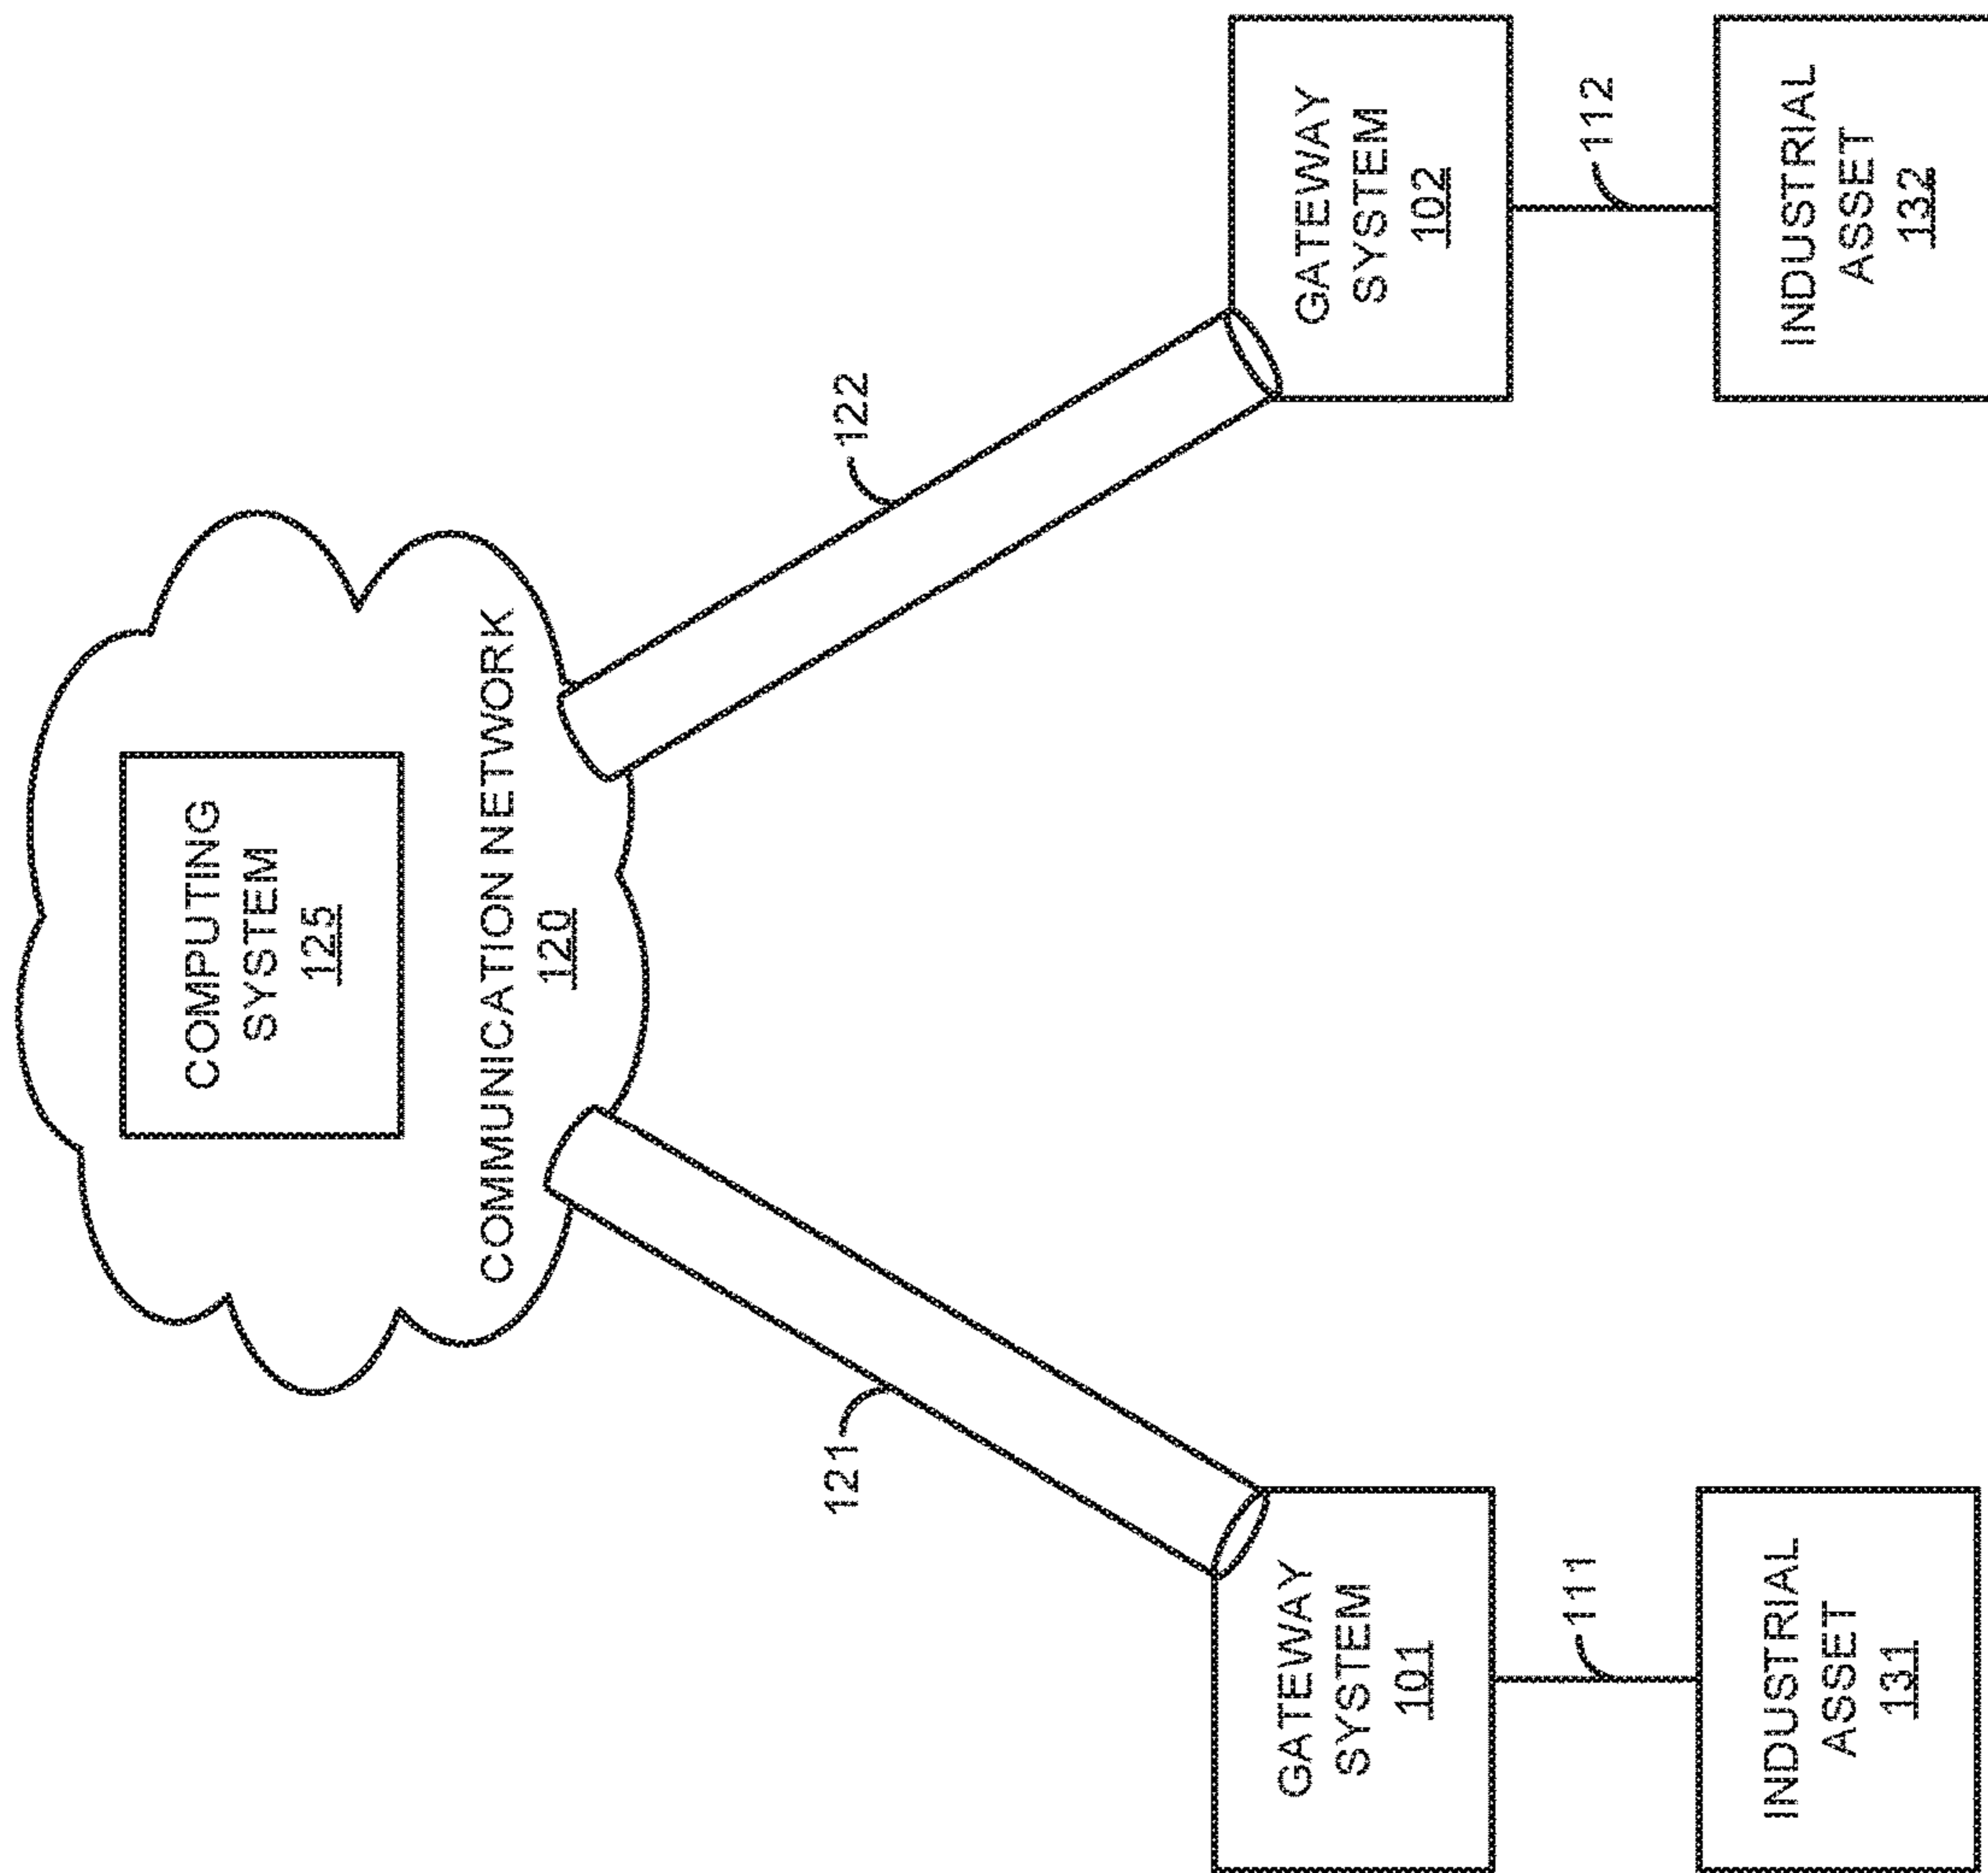 COMPUTING
SYSTEM
125
COMMUNICATION NETWORK
120
121
122
GATEWAY
SYSTEM
101
GATEWAY
SYSTEM
102
111
112
INDUSTRIAL
ASSET
131
INDUSTRIAL
ASSET
132